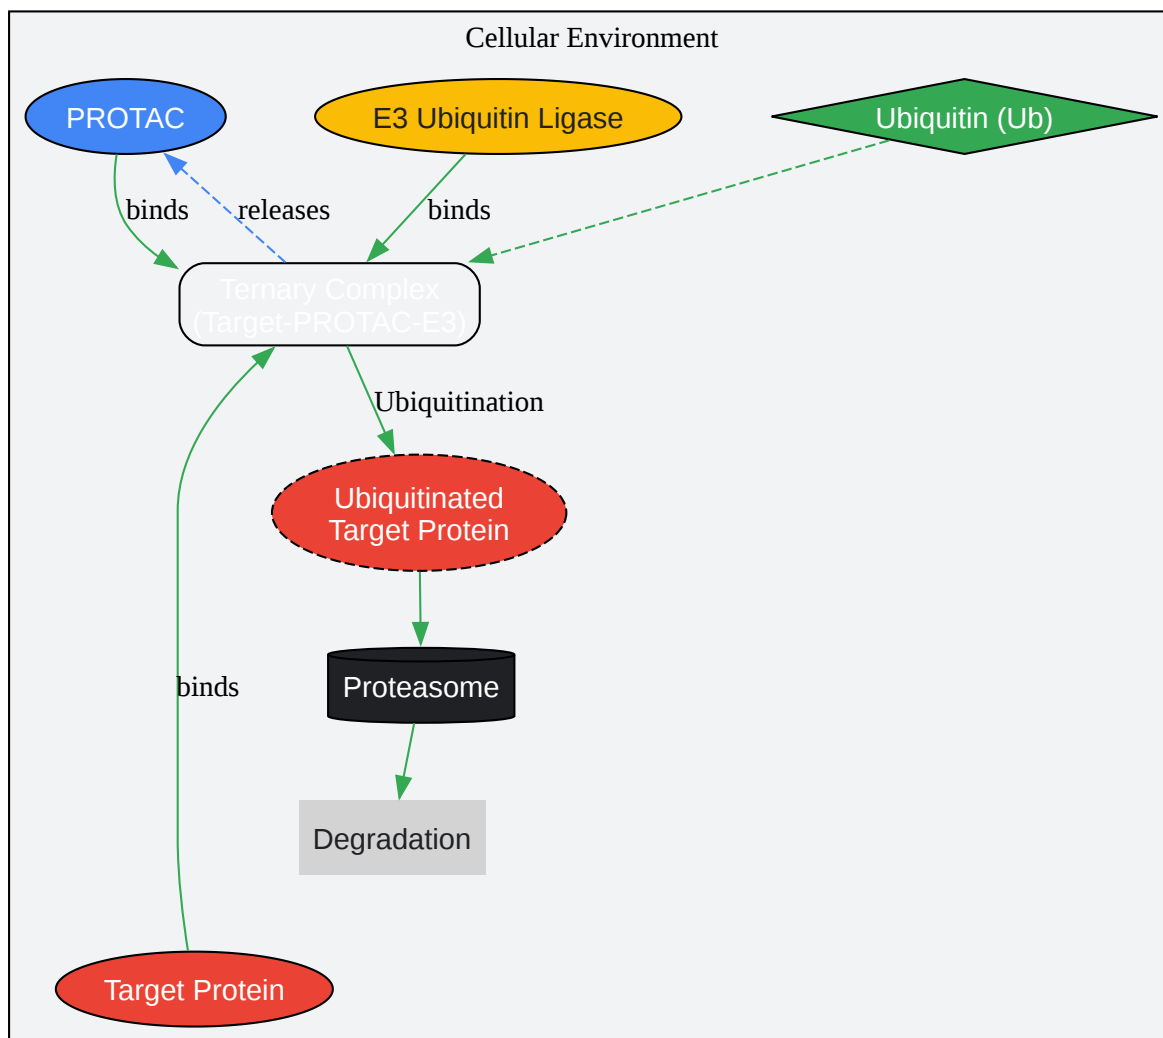 Cellular Environment
PROTAC
E3 Ubiquitin Ligase
Ubiquitin (Ub)
binds
releases
binds
Ternary Complex
(Target-PROTAC-E3)
Ubiquitination
Ubiquitinated
Target Protein
binds
Proteasome
Degradation
Target Protein